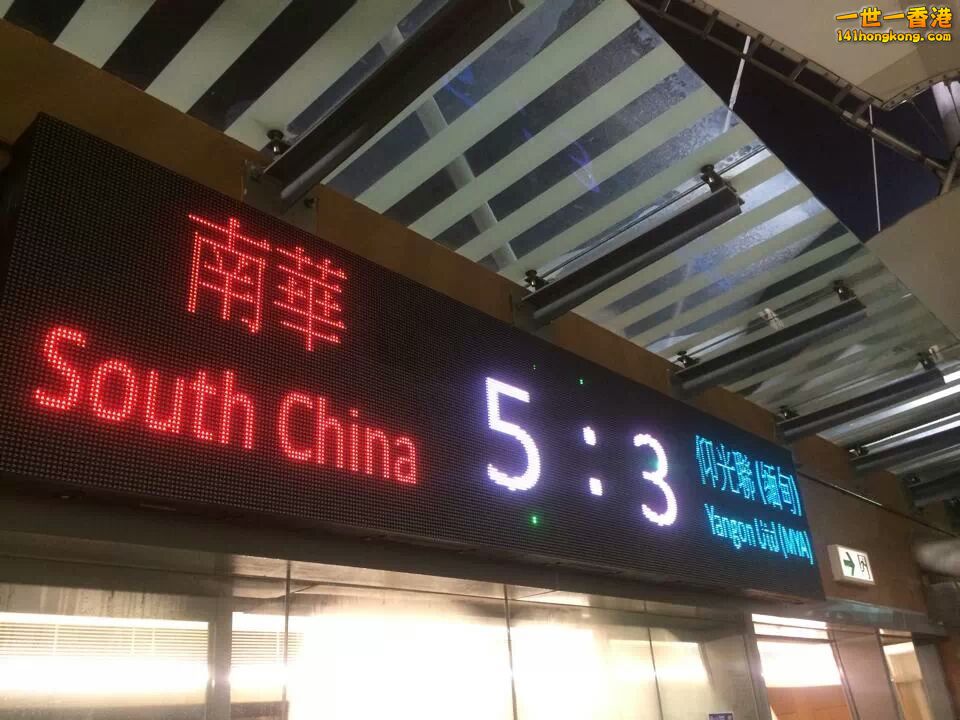 一世一香港
141hongkong.com
南華
South China
5 : 3
仰光聯 (緬甸)
Yangon Utd (MYA)